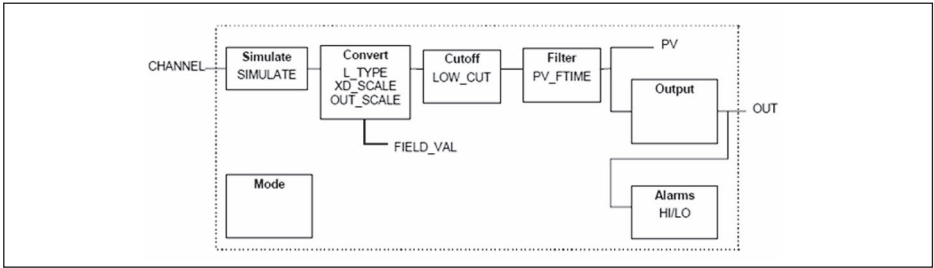 CHANNEL
Simulate
SIMULATE
Convert
L_TYPE
XD_SCALE
OUT_SCALE
Cutoff
LOW_CUT
Filter
PV_FTIME
PV
Output
OUT
FIELD_VAL
Mode
Alarms
HI/LO